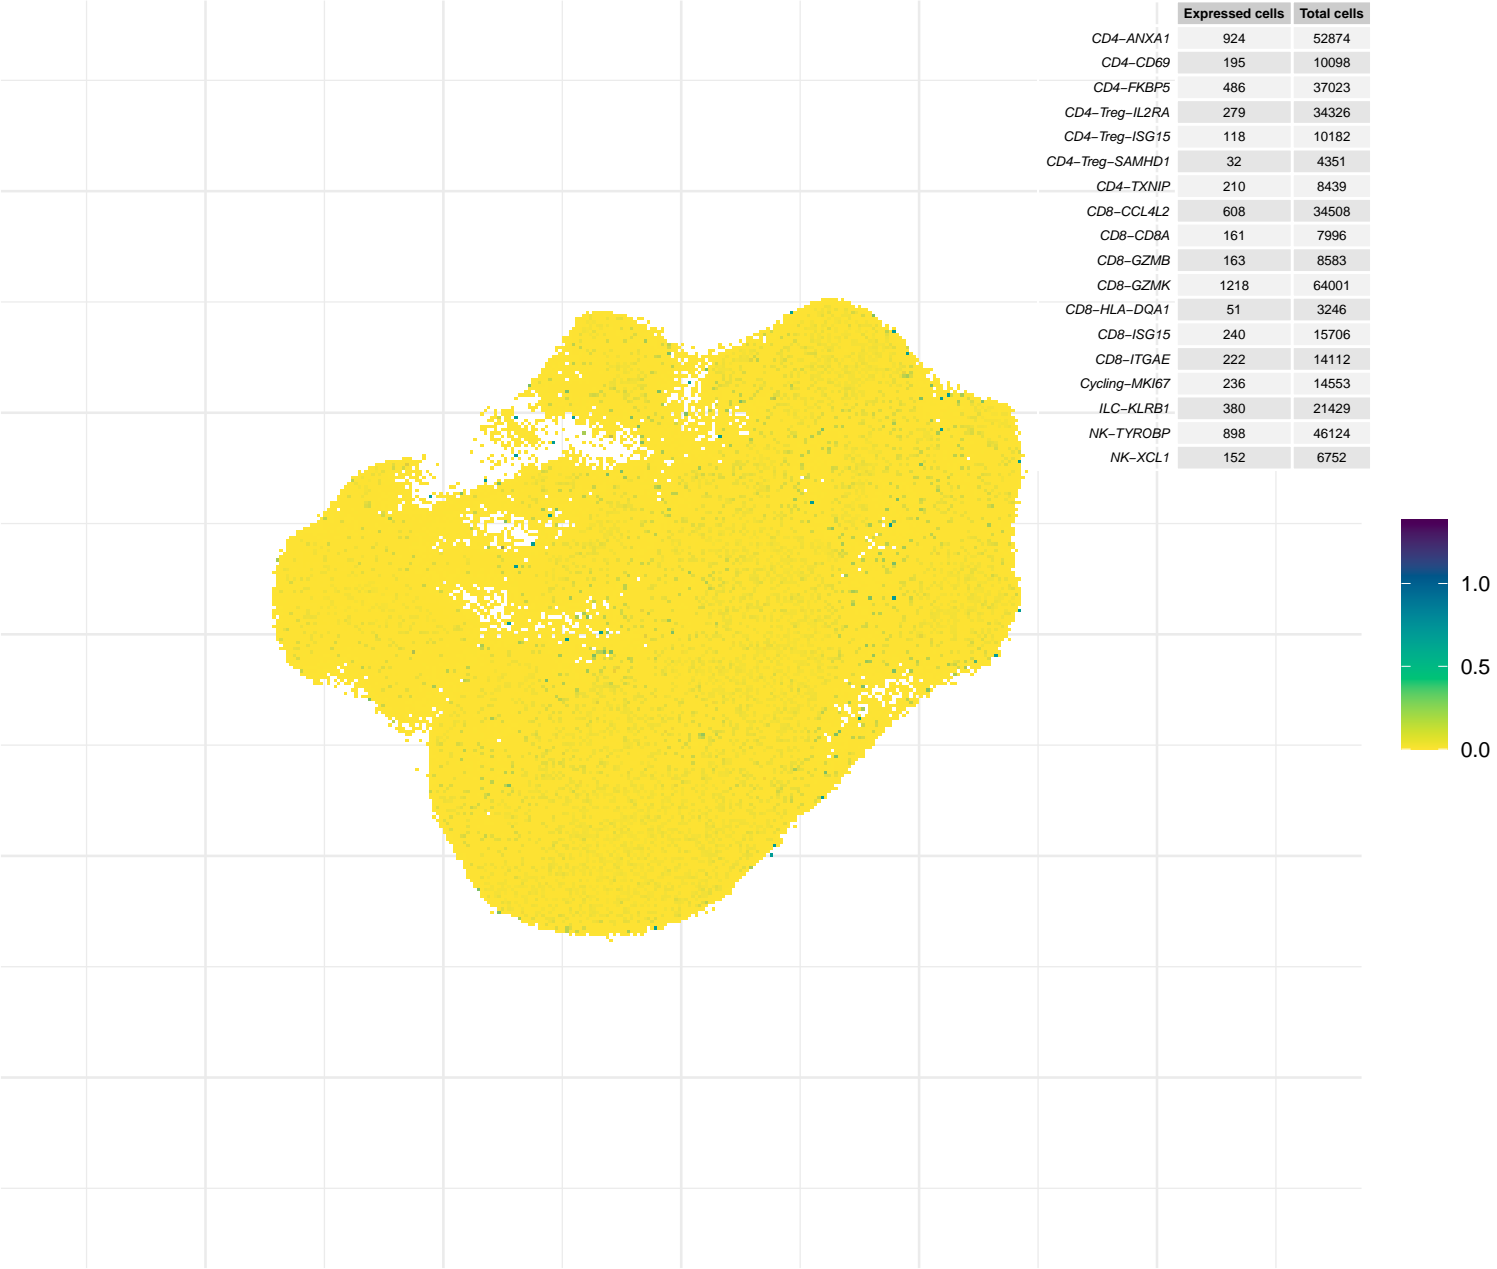 Expressed cells Total cells
CD4−ANXA1 924 52874
CD4−CD69 195 10098
CD4−FKBP5 486 37023
CD4−Treg−IL2RA 279 34326
CD4−Treg−ISG15 118 10182
CD4−Treg−SAMHD1 32 4351
CD4−TXNIP 210 8439
CD8−CCL4L2 608 34508
CD8−CD8A 161 7996
CD8−GZMB 163 8583
CD8−GZMK 1218 64001
CD8−HLA−DQA1 51 3246
CD8−ISG15 240 15706
CD8−ITGAE 222 14112
Cycling−MKI67 236 14553
ILC−KLRB1 380 21429
NK−TYROBP 898 46124
NK−XCL1 152 6752
1.0
0.5
0.0